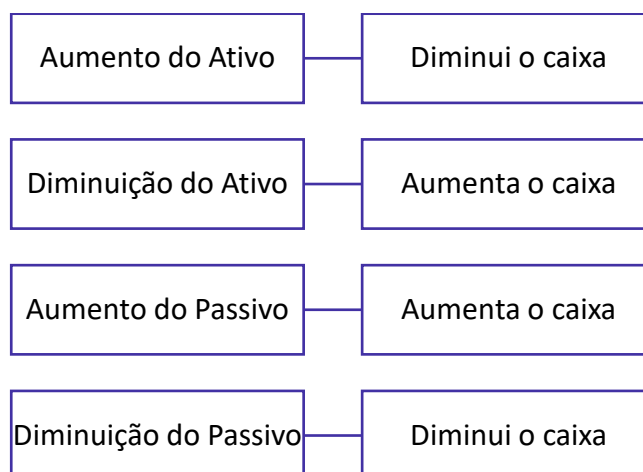 Aumento do Ativo
Diminui o caixa
Diminuição do Ativo
Aumenta o caixa
Aumento do Passivo
Aumenta o caixa
Diminuição do Passivo
Diminui o caixa